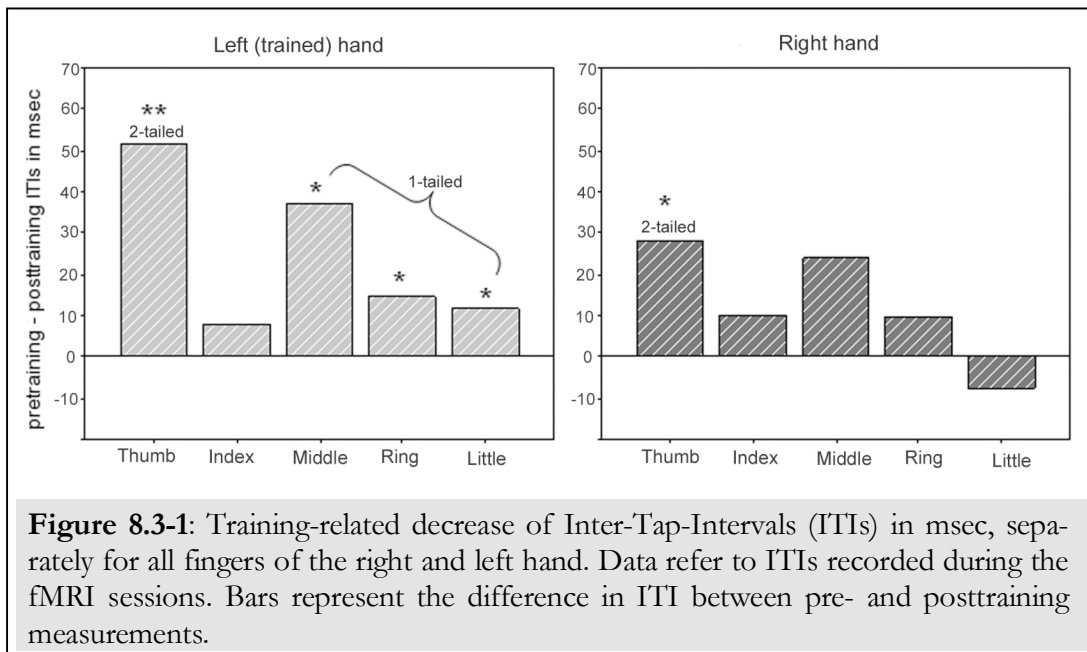 Left (trained) hand
Right hand
pretraining - posttraining ITIs in msec
70
60
50
40
30
20
10
0
-10
**
2-tailed
*
1-tailed
*
*
Thumb
Index
Middle
Ring
Little
70
60
50
40
30
20
10
0
-10
*
2-tailed
Thumb
Index
Middle
Ring
Little
Figure 8.3-1: Training-related decrease of Inter-Tap-Intervals (ITIs) in msec, sepa-
rately for all fingers of the right and left hand. Data refer to ITIs recorded during the
fMRI sessions. Bars represent the difference in ITI between pre- and posttraining
measurements.